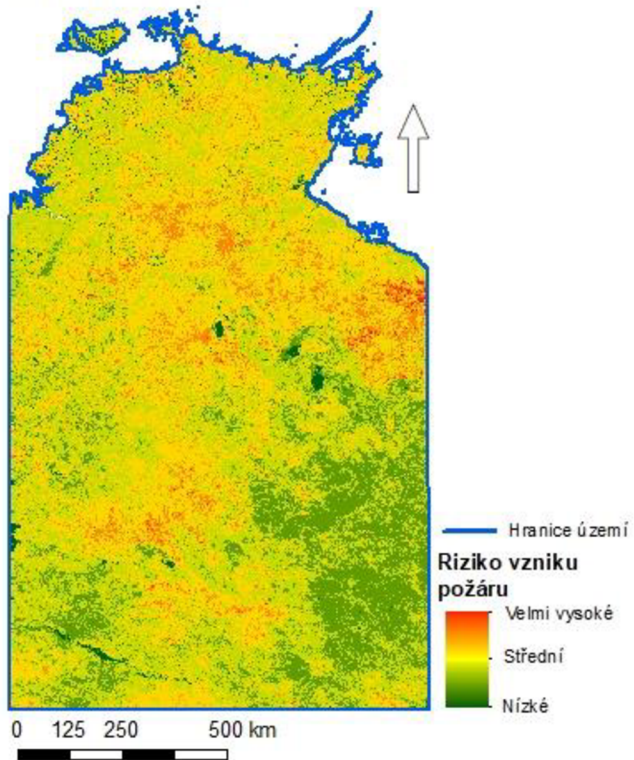 Hranice území
Riziko vzniku
požáru
Velmi vysoké
Střední
Nízké
0 125 250 500 km